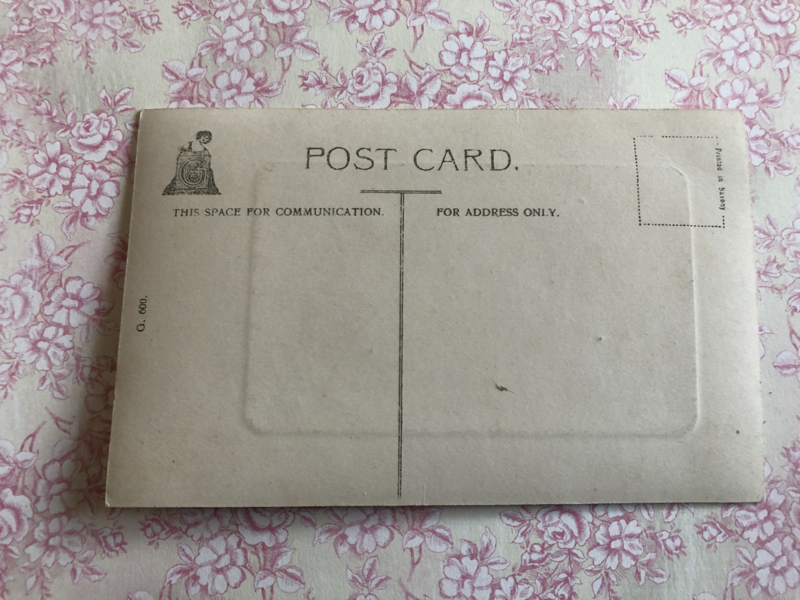 POST CARD.
THIS SPACE FOR COMMUNICATION.
FOR ADDRESS ONLY.
Printed in Saxony
G. 600.